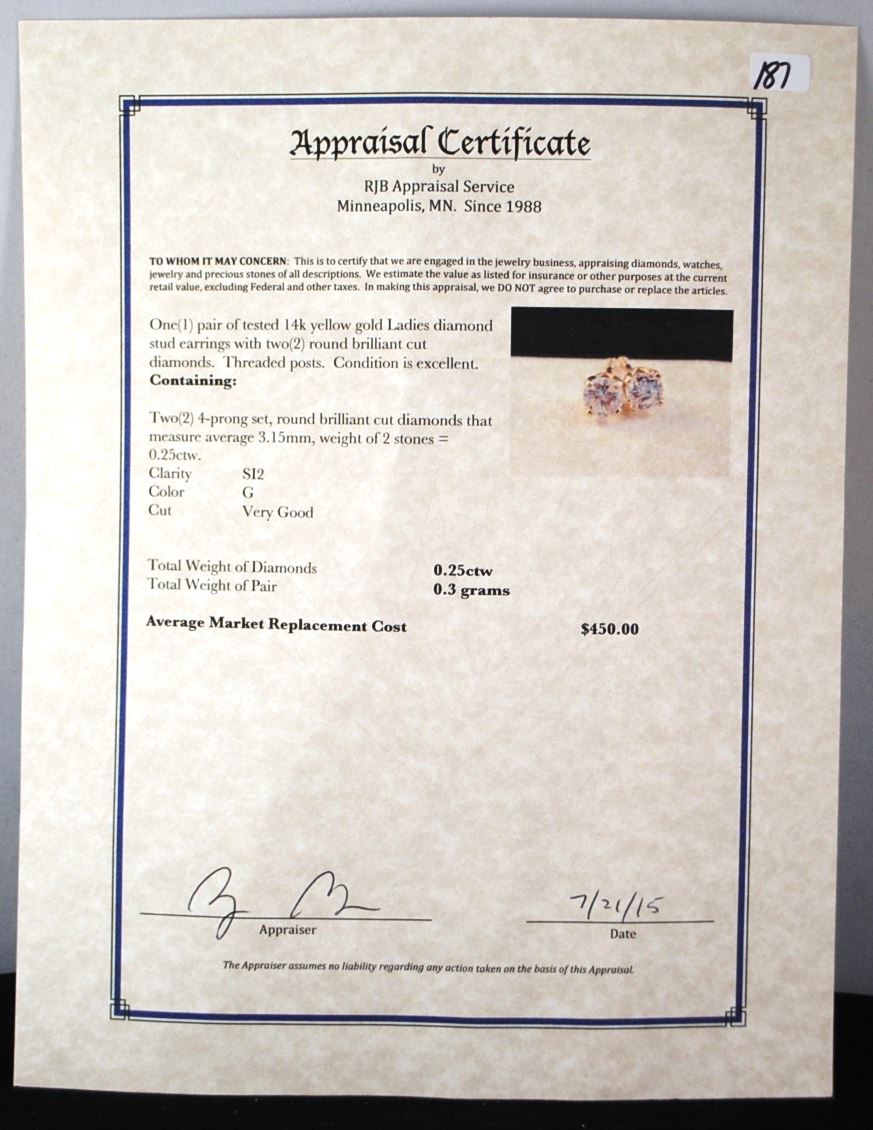 187
Appraisal Certificate
by
RJB Appraisal Service
Minneapolis, MN. Since 1988
TO WHOM IT MAY CONCERN: This is to certify that we are engaged in the jewelry business, appraising diamonds, watches,
jewelry and precious stones of all descriptions. We estimate the value as listed for insurance or other purposes at the current
retail value, excluding Federal and other taxes. In making this appraisal, we DO NOT agree to purchase or replace the articles.
One(1) pair of tested 14k yellow gold Ladies diamond
stud earrings with two(2) round brilliant cut
diamonds. Threaded posts. Condition is excellent.
Containing:
Two(2) 4-prong set, round brilliant cut diamonds that
measure average 3.15mm, weight of 2 stones =
0.25ctw.
Clarity SI2
Color G
Cut Very Good
Total Weight of Diamonds 0.25ctw
Total Weight of Pair 0.3 grams
Average Market Replacement Cost $450.00
7/21/15
Appraiser Date
The Appraiser assumes no liability regarding any action taken on the basis of this Appraisal.